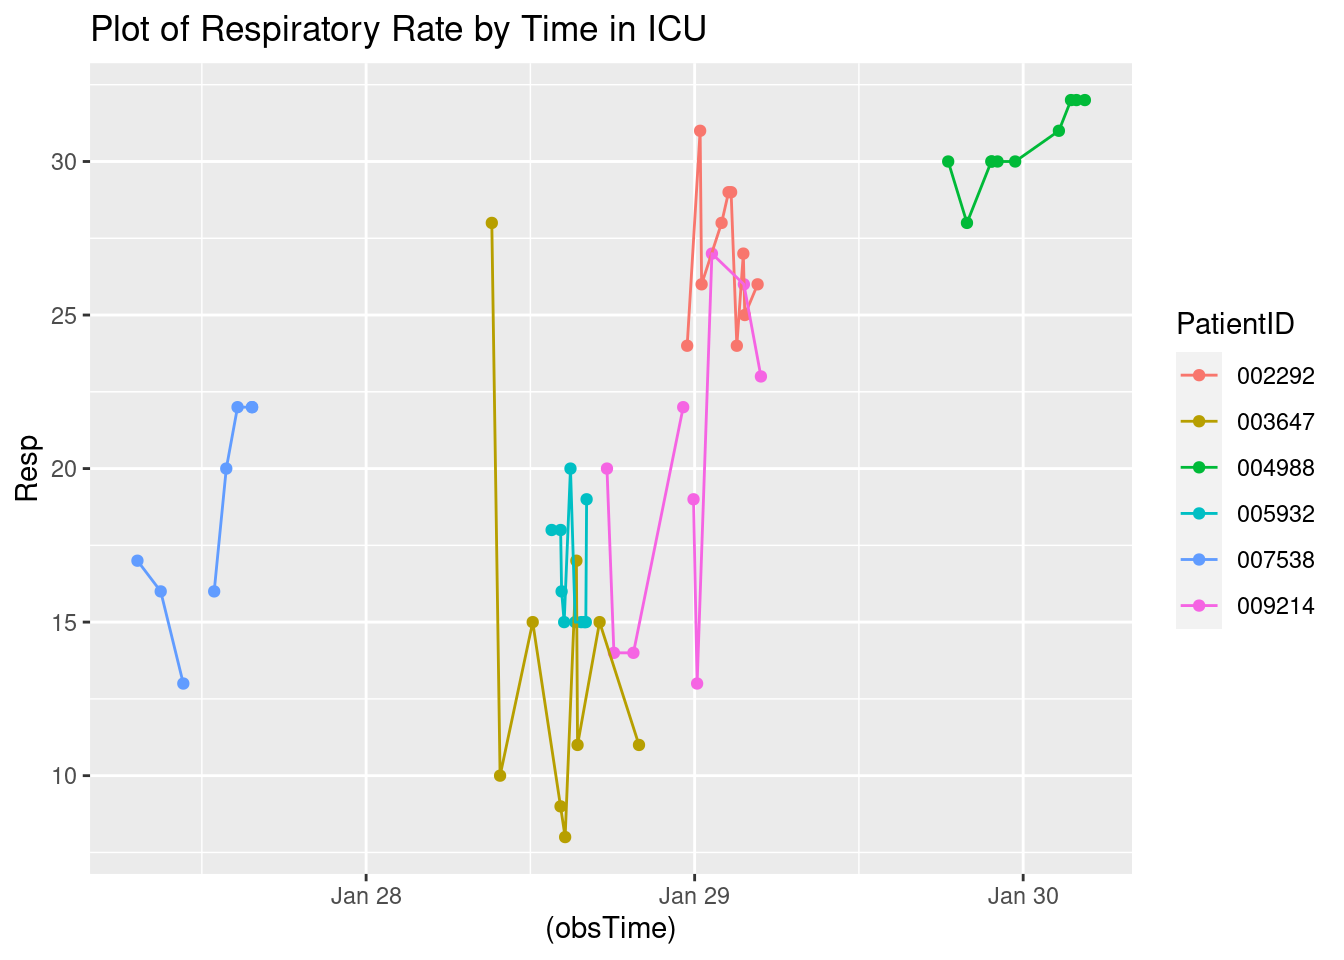 Plot of Respiratory Rate by Time in ICU
Resp
30
25
20
15
10
Jan 28
Jan 29
Jan 30
(obsTime)
PatientID
002292
003647
004988
005932
007538
009214